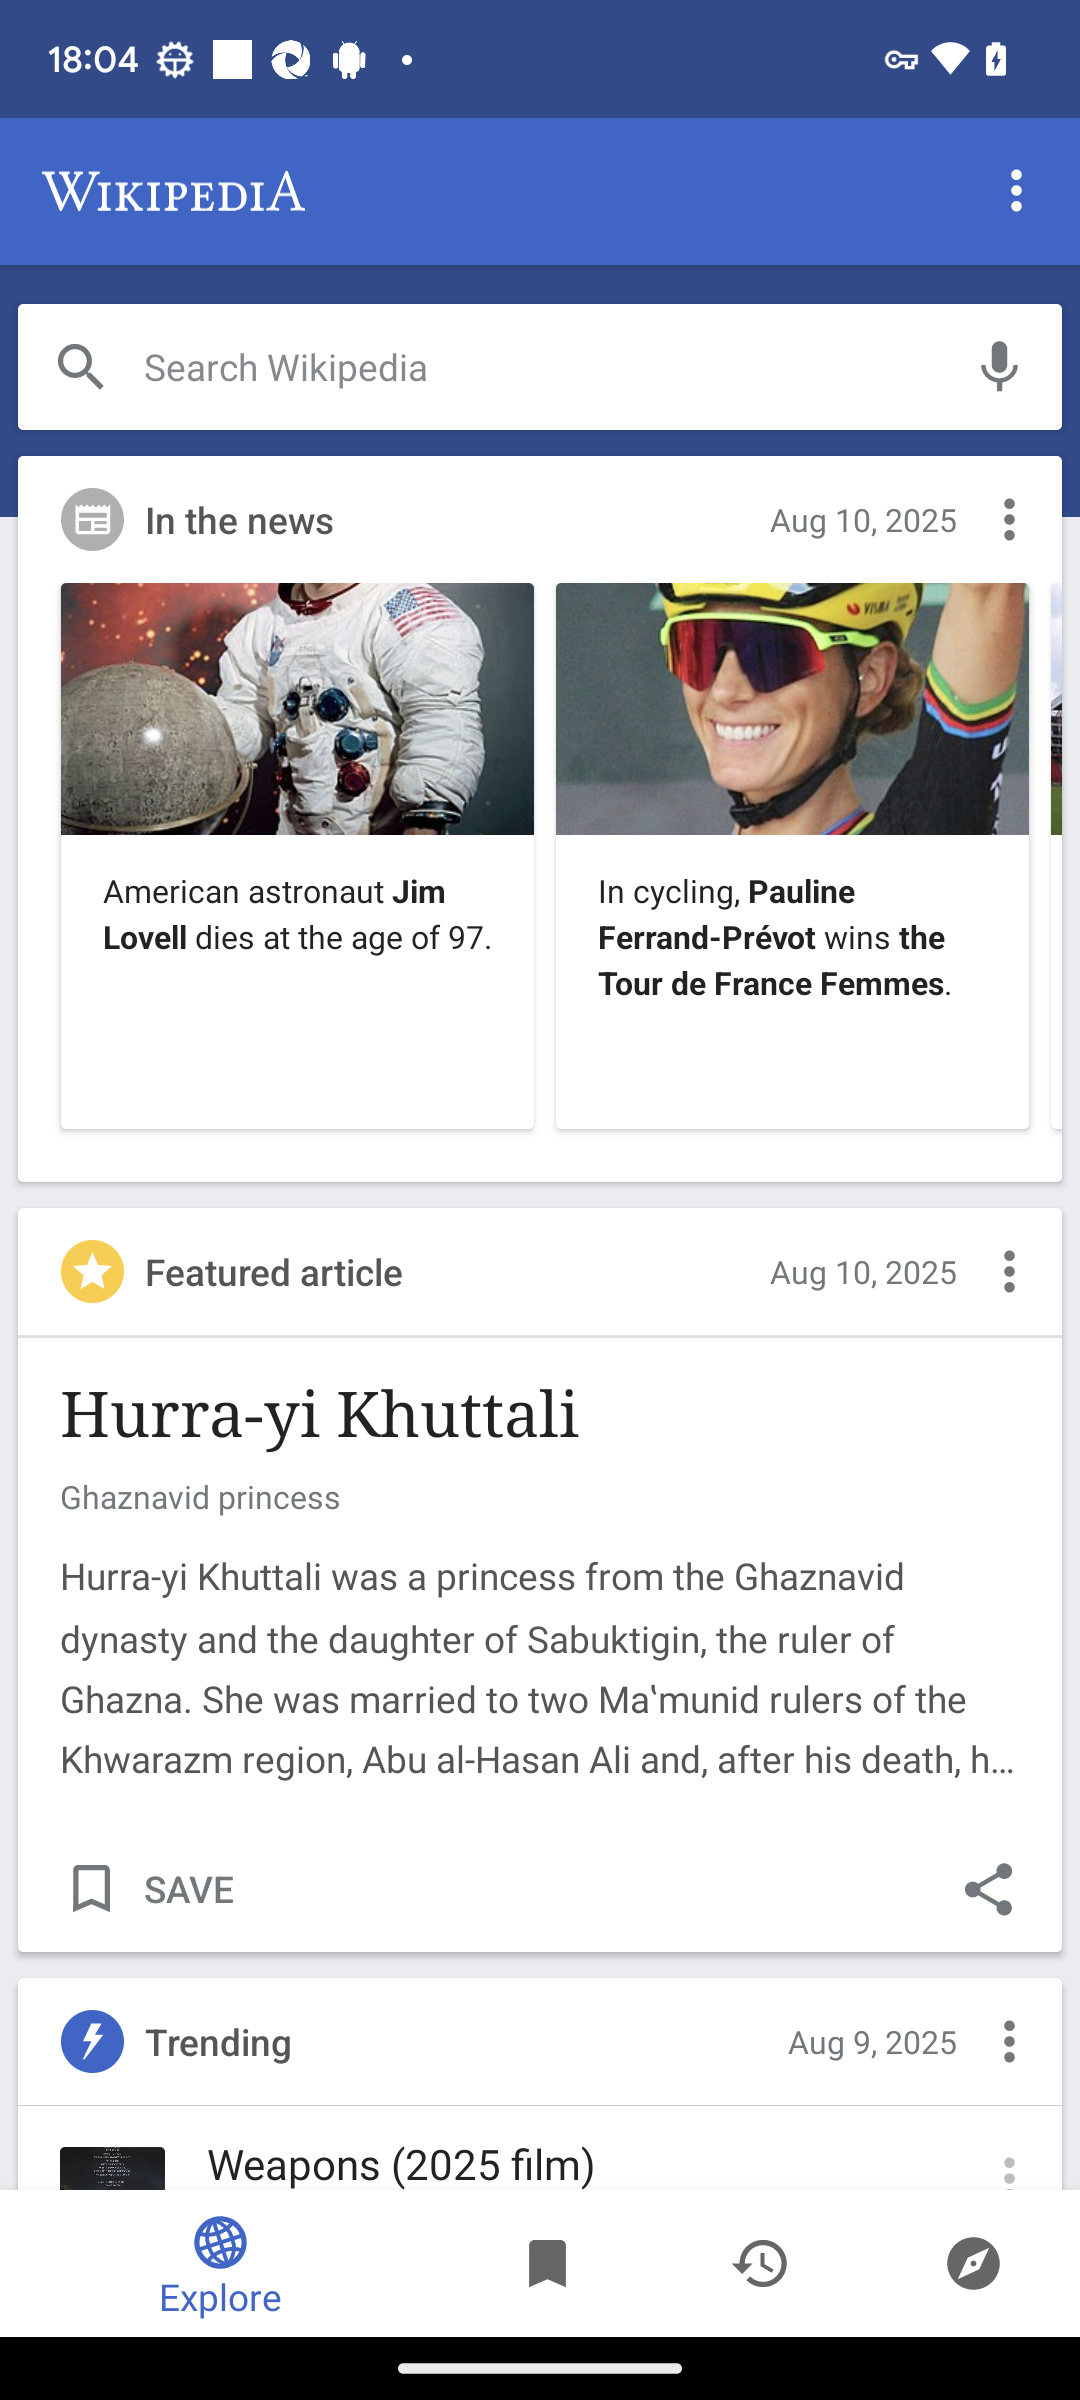 18:04
WIKIPEDIA
Search Wikipedia
In the news
Aug 10, 2025
American astronaut Jim
Lovell dies at the age of 97.
In cycling, Pauline
Ferrand-Prévot wins the
Tour de France Femmes.
Featured article
Aug 10, 2025
Hurra-yi Khuttali
Ghaznavid princess
Hurra-yi Khuttali was a princess from the Ghaznavid
dynasty and the daughter of Sabuktigin, the ruler of
Ghazna. She was married to two Maʽmunid rulers of the
Khwarazm region, Abu al-Hasan Ali and, after his death, h…
SAVE
Trending
Aug 9, 2025
Weapons (2025 film)
Explore